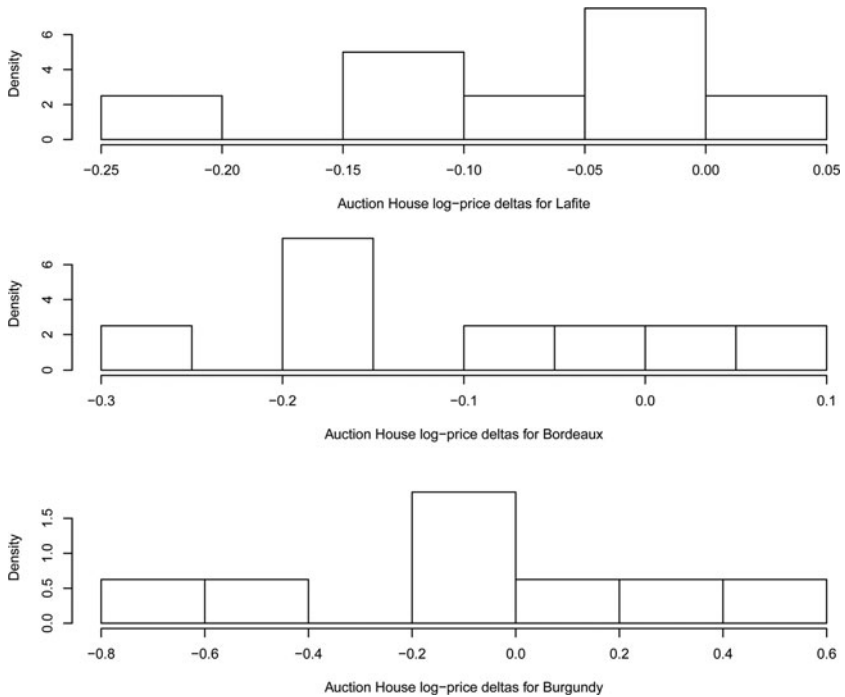 Density
6
4
2
0
−0.25 −0.20 −0.15 −0.10 −0.05 0.00 0.05
Auction House log−price deltas for Lafite
Density
6
4
2
0
−0.3 −0.2 −0.1 0.0 0.1
Auction House log−price deltas for Bordeaux
Density
1.5
1.0
0.5
0.0
−0.8 −0.6 −0.4 −0.2 0.0 0.2 0.4 0.6
Auction House log−price deltas for Burgundy